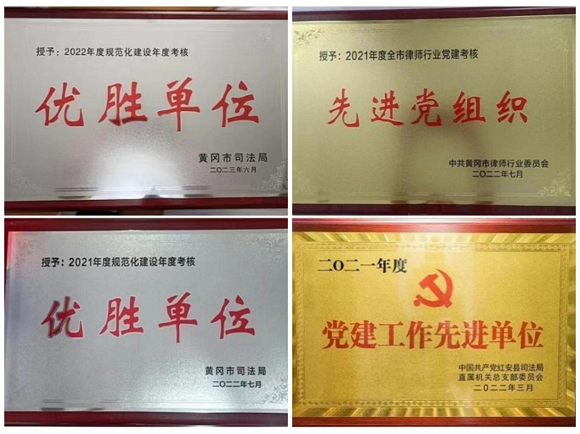 授予：2022年度规范化建设年度考核
优胜单位
黄冈市司法局
二〇二三年六月
授予：2021年度全市律师行业党建考核
先进党组织
中共黄冈市律师行业委员会
二〇二二年七月
授予：2021年度规范化建设年度考核
优胜单位
黄冈市司法局
二〇二二年七月
二〇二一年度
党建工作先进单位
中国共产党红安县司法局
直属机关总支部委员会
二〇二二年三月